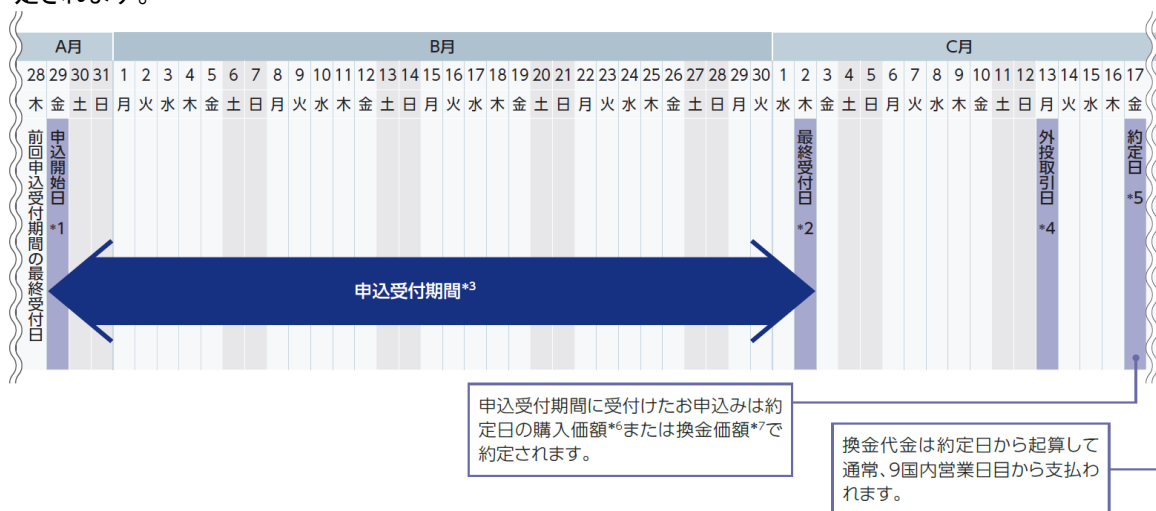 定されます。
A月 B月 C月
28 29 30 31 1 2 3 4 5 6 7 8 9 10 11 12 13 14 15 16 17 18 19 20 21 22 23 24 25 26 27 28 29 30 1 2 3 4 5 6 7 8 9 10 11 12 13 14 15 16 17
木 金 土 日 月 火 水 木 金 土 日 月 火 水 木 金 土 日 月 火 水 木 金 土 日 月 火 水 木 金 土 日 月 火 水 木 金 土 日 月 火 水 木 金 土 日 月 火 水 木 金
前回申込受付期間の最終受付日
申込開始日 *1
最終受付日 *2
外投取引日 *4
約定日 *5
申込受付期間*3
申込受付期間に受付けたお申込みは約
定日の購入価額*6または換金価額*7で
約定されます。
換金代金は約定日から起算して
通常、9国内営業日目から支払わ
れます。